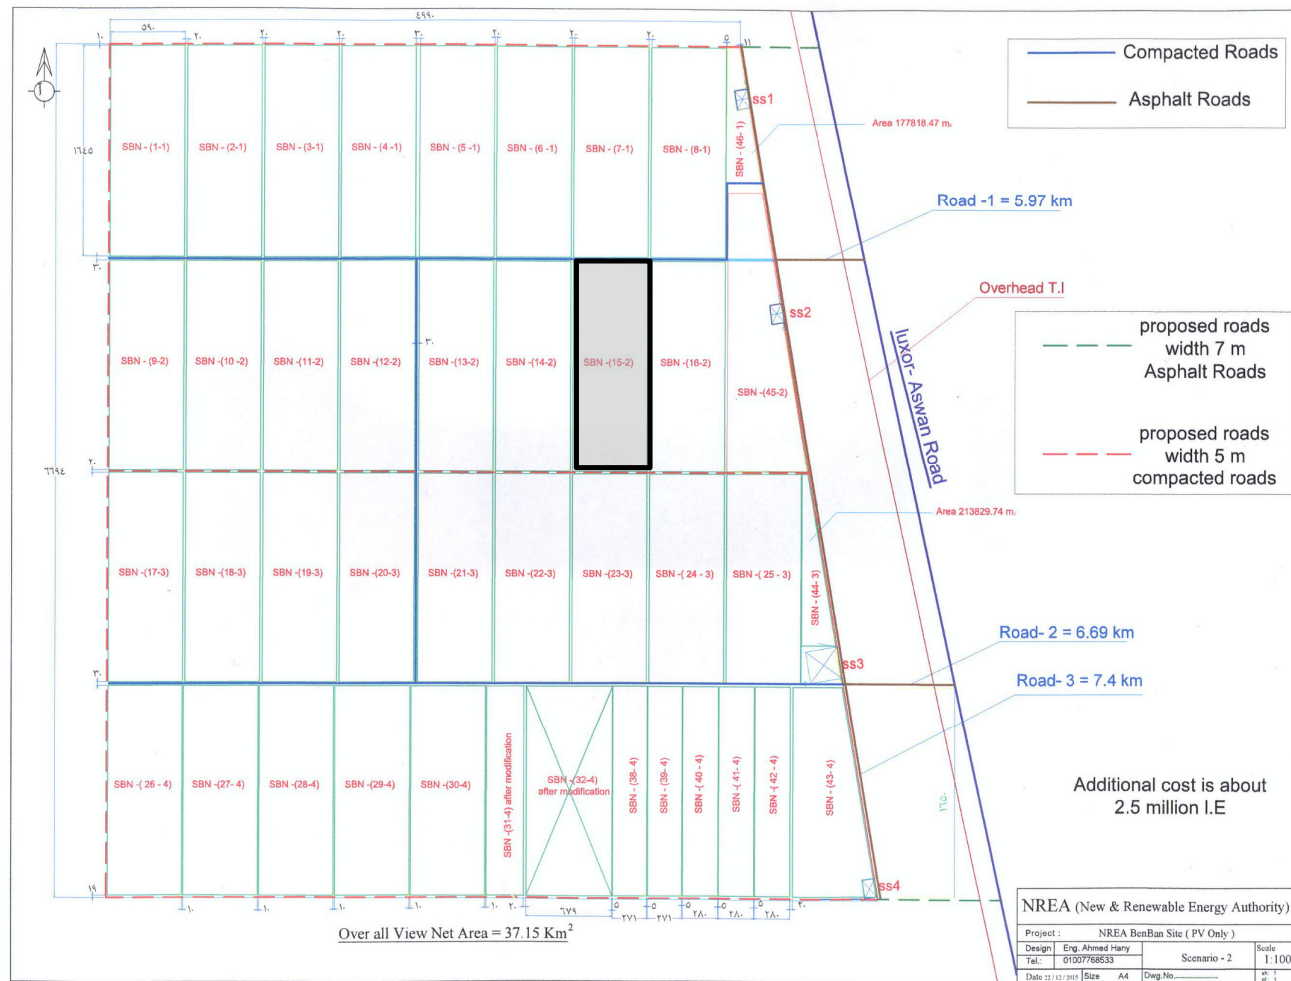 ٤٩٩٠
٥٩٠
١٠
٢٠
٢٠
٢٠
٣٠
٢٠
٢٠
٢٠
٥
١١
Compacted Roads
Asphalt Roads
ss1
Area 177818.47 m.
SBN - (1-1)
SBN - (2-1)
SBN - (3-1)
SBN - (4 -1)
SBN - (5 -1)
SBN - (6 -1)
SBN - (7-1)
SBN - (8-1)
SBN - (46- 1)
١٦٤٥
Road -1 = 5.97 km
٣٠
Overhead T.l
ss2
proposed roads
width 7 m
Asphalt Roads
luxor- Aswan Road
٣٠
SBN - (9-2)
SBN -(10 -2)
SBN -(11-2)
SBN -(12-2)
SBN -(13-2)
SBN -(14-2)
SBN -(15-2)
SBN -(16-2)
SBN -(45-2)
proposed roads
width 5 m
compacted roads
٦٦٩٤
٢٠
Area 213829.74 m.
SBN -(17-3)
SBN -(18-3)
SBN -(19-3)
SBN -(20-3)
SBN -(21-3)
SBN -(22-3)
SBN -(23-3)
SBN -( 24 - 3)
SBN -( 25 - 3)
SBN - (44- 3)
Road- 2 = 6.69 km
ss3
٣٠
Road- 3 = 7.4 km
SBN -( 26 - 4)
SBN -(27- 4)
SBN -(28-4)
SBN -(29-4)
SBN -(30-4)
SBN -(31-4) after modification
SBN -(32-4)
after modification
SBN -(38- 4)
SBN -(39- 4)
SBN -( 40 - 4)
SBN -( 41- 4)
SBN -( 42 - 4)
SBN -(43- 4)
١٦٥٠
Additional cost is about
2.5 million I.E
ss4
١٩
١٠
١٠
١٠
١٠
١٠
٢٠
٦٧٩
٥
٢٧١
٥
٢٧١
٥
٢٨٠
٥
٢٨٠
٥
٢٨٠
٢٠
Over all View Net Area = 37.15 Km²
NREA (New & Renewable Energy Authority)
Project : NREA BenBan Site ( PV Only )
Design Eng. Ahmed Hany
Tel.: 01007768533
Scenario - 2
Scale
1:100
Date 22/12/2015 Size A4 Dwg.No.